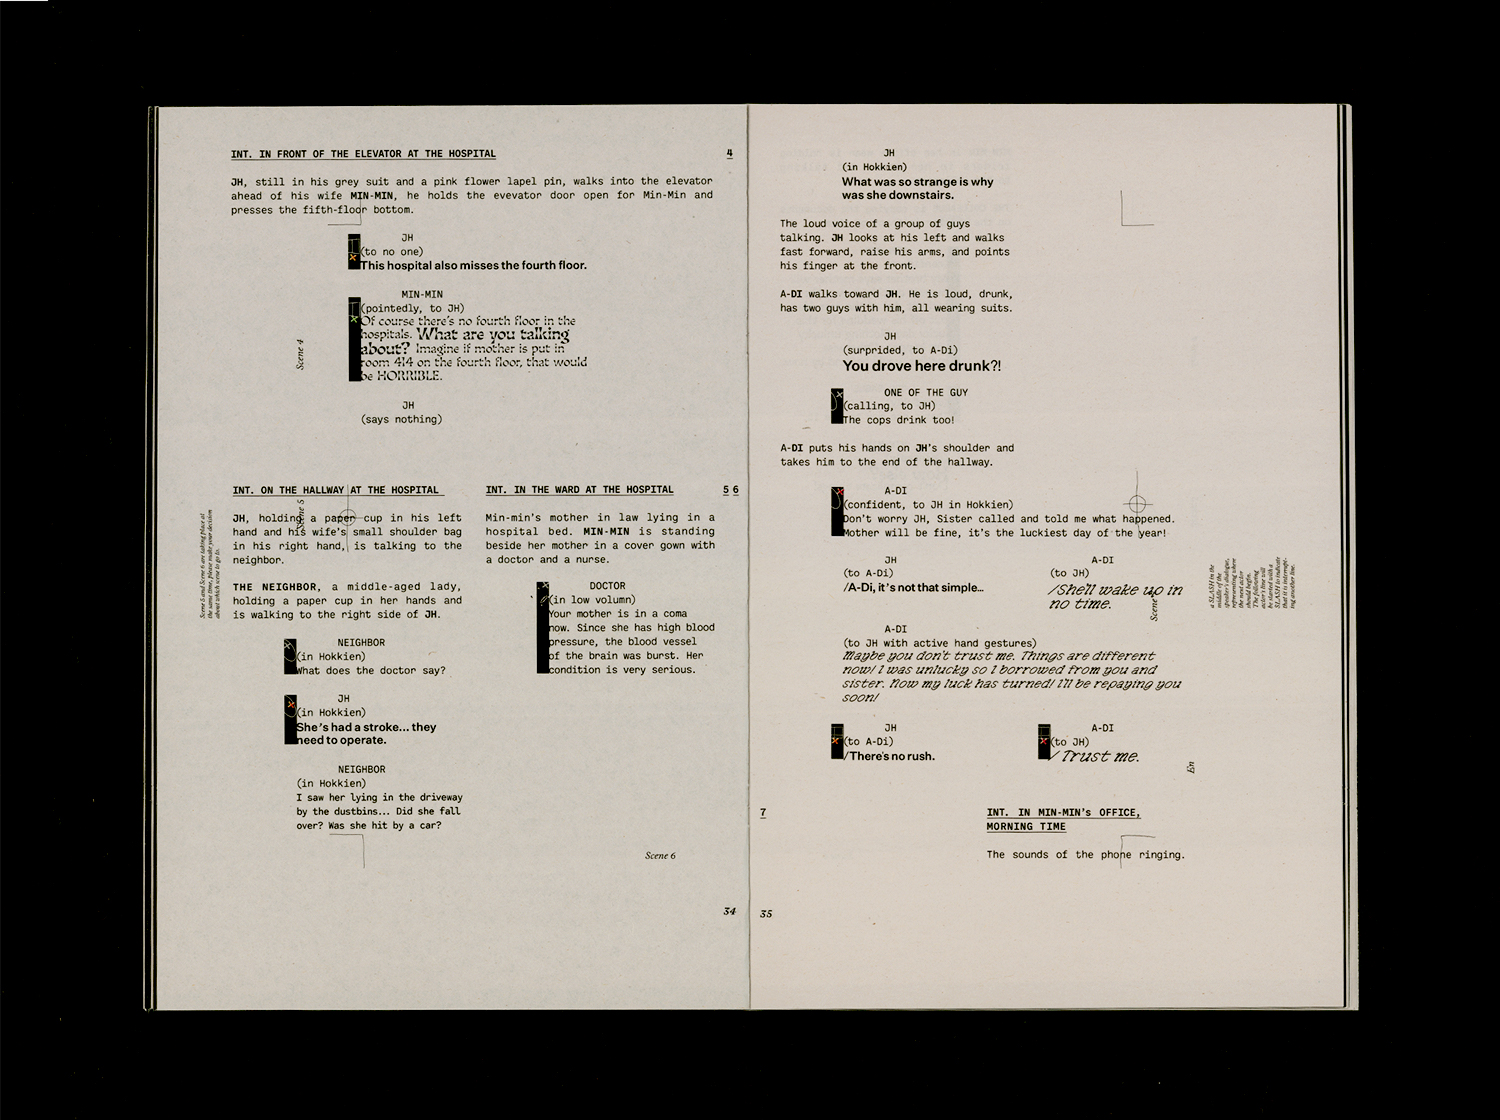 INT. IN FRONT OF THE ELEVATOR AT THE HOSPITAL
4
JH, still in his grey suit and a pink flower lapel pin, walks into the elevator
ahead of his wife MIN-MIN, he holds the evevator door open for Min-Min and
presses the fifth-floor bottom.
JH
(to no one)
This hospital also misses the fourth floor.
MIN-MIN
(pointedly, to JH)
Of course there's no fourth floor in the
hospitals. What are you talking
about? Imagine if mother is put in
room 414 on the fourth floor, that would
be HORRIBLE.
Scene 4
JH
(says nothing)
INT. ON THE HALLWAY AT THE HOSPITAL
5
JH, holding a paper cup in his left
hand and his wife's small shoulder bag
in his right hand, is talking to the
neighbor.
Scene 5
THE NEIGHBOR, a middle-aged lady,
holding a paper cup in her hands and
is walking to the right side of JH.
Scene 5 and Scene 6 are taking place at
the same time, please make your decision
about which scene to go to.
NEIGHBOR
(in Hokkien)
What does the doctor say?
JH
(in Hokkien)
She's had a stroke... they
need to operate.
NEIGHBOR
(in Hokkien)
I saw her lying in the driveway
by the dustbins... Did she fall
over? Was she hit by a car?
INT. IN THE WARD AT THE HOSPITAL
6
Min-min's mother in law lying in a
hospital bed. MIN-MIN is standing
beside her mother in a cover gown with
a doctor and a nurse.
DOCTOR
(in low volumn)
Your mother is in a coma
now. Since she has high blood
pressure, the blood vessel
of the brain was burst. Her
condition is very serious.
Scene 6
34
JH
(in Hokkien)
What was so strange is why
was she downstairs.
The loud voice of a group of guys
talking. JH looks at his left and walks
fast forward, raise his arms, and points
his finger at the front.
A-DI walks toward JH. He is loud, drunk,
has two guys with him, all wearing suits.
JH
(surprided, to A-Di)
You drove here drunk?!
ONE OF THE GUY
(calling, to JH)
The cops drink too!
A-DI puts his hands on JH's shoulder and
takes him to the end of the hallway.
A-DI
(confident, to JH in Hokkien)
Don't worry JH, Sister called and told me what happened.
Mother will be fine, it's the luckiest day of the year!
JH
(to A-Di)
/A-Di, it's not that simple...
A-DI
(to JH)
/She'll wake up in
no time.
Scene
a SLASH in the
middle of the
speaker's dialogue,
representing where
the next actor
should begin.
The following
actor's line will
be started with a
SLASH to indicate
that it is interrupt-
ing another line.
A-DI
(to JH with active hand gestures)
Maybe you don't trust me. Things are different
now! I was unlucky so I borrowed from you and
sister. Now my luck has turned! I'll be repaying you
soon!
JH
(to A-Di)
/There's no rush.
A-DI
(to JH)
/ Trust me.
En
7
INT. IN MIN-MIN's OFFICE,
MORNING TIME
The sounds of the phone ringing.
35